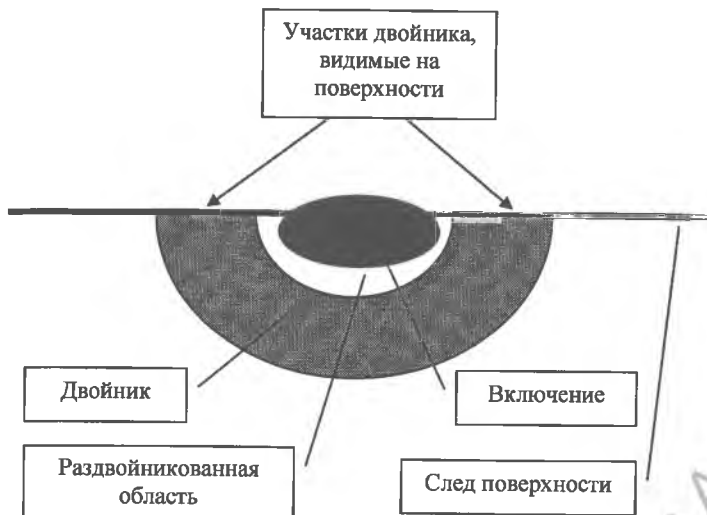 Участки двойника,
видимые на
поверхности
Двойник
Включение
Раздвойникованная
область
След поверхности